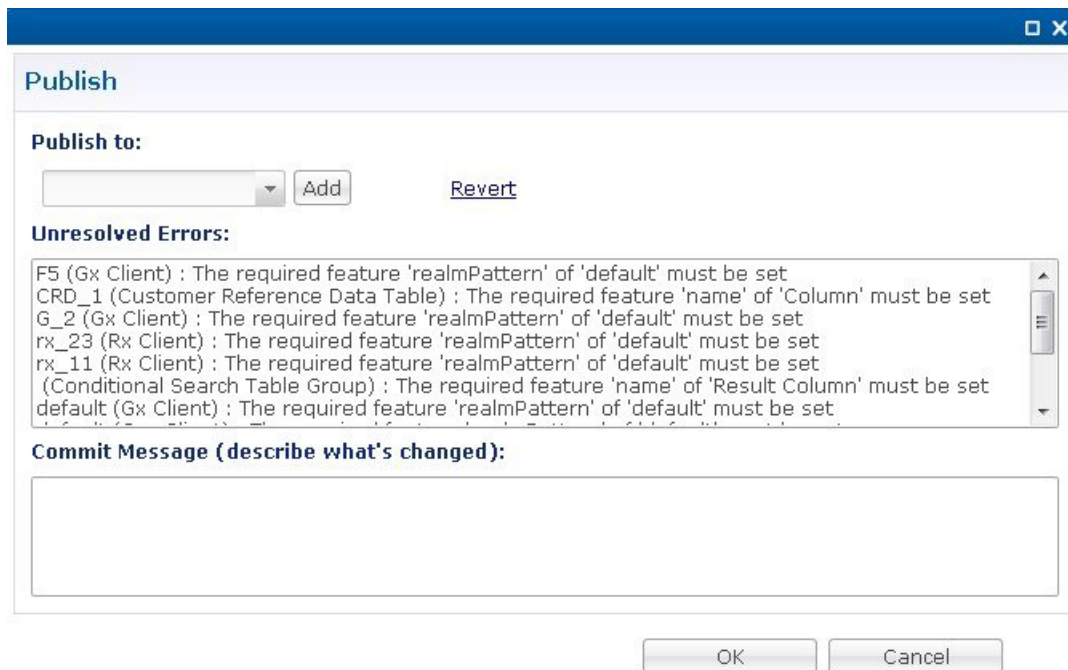 Publish
Publish to:
Add
Revert
Unresolved Errors:
F5 (Gx Client) : The required feature 'realmPattern' of 'default' must be set
CRD_1 (Customer Reference Data Table) : The required feature 'name' of 'Column' must be set
G_2 (Gx Client) : The required feature 'realmPattern' of 'default' must be set
rx_23 (Rx Client) : The required feature 'realmPattern' of 'default' must be set
rx_11 (Rx Client) : The required feature 'realmPattern' of 'default' must be set
(Conditional Search Table Group) : The required feature 'name' of 'Result Column' must be set
default (Gx Client) : The required feature 'realmPattern' of 'default' must be set
Commit Message (describe what's changed):
OK
Cancel